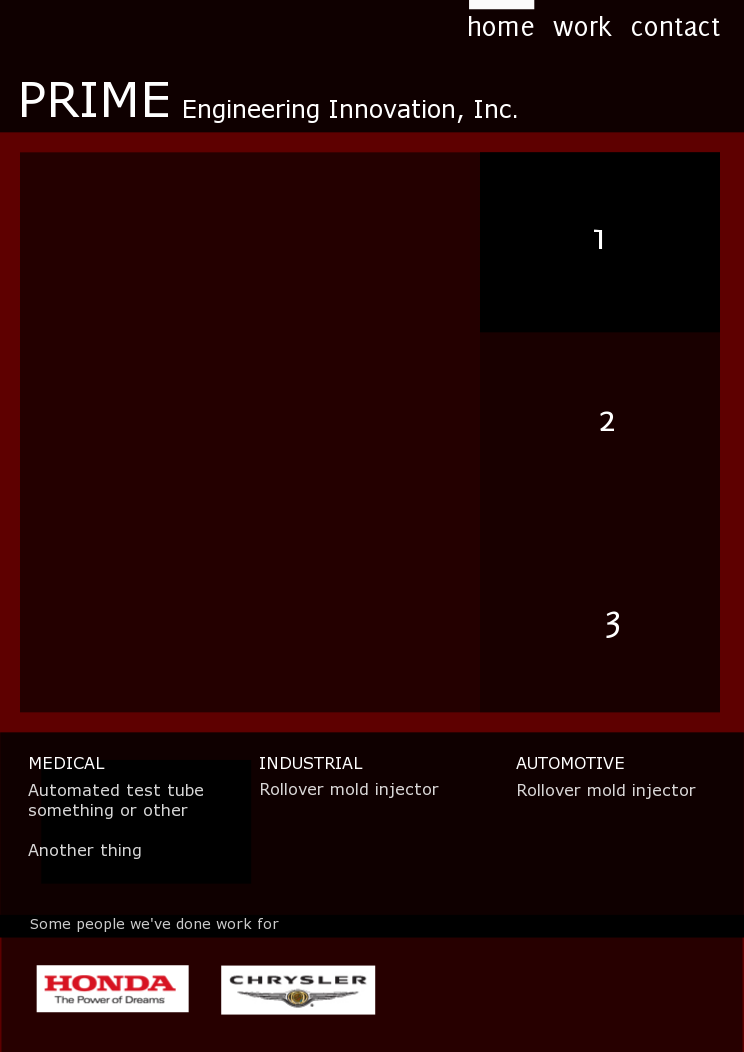 home work contact
PRIME Engineering Innovation, Inc.
1
2
3
MEDICAL
Automated test tube
something or other
Another thing
INDUSTRIAL
Rollover mold injector
AUTOMOTIVE
Rollover mold injector
Some people we've done work for
HONDA
The Power of Dreams
CHRYSLER